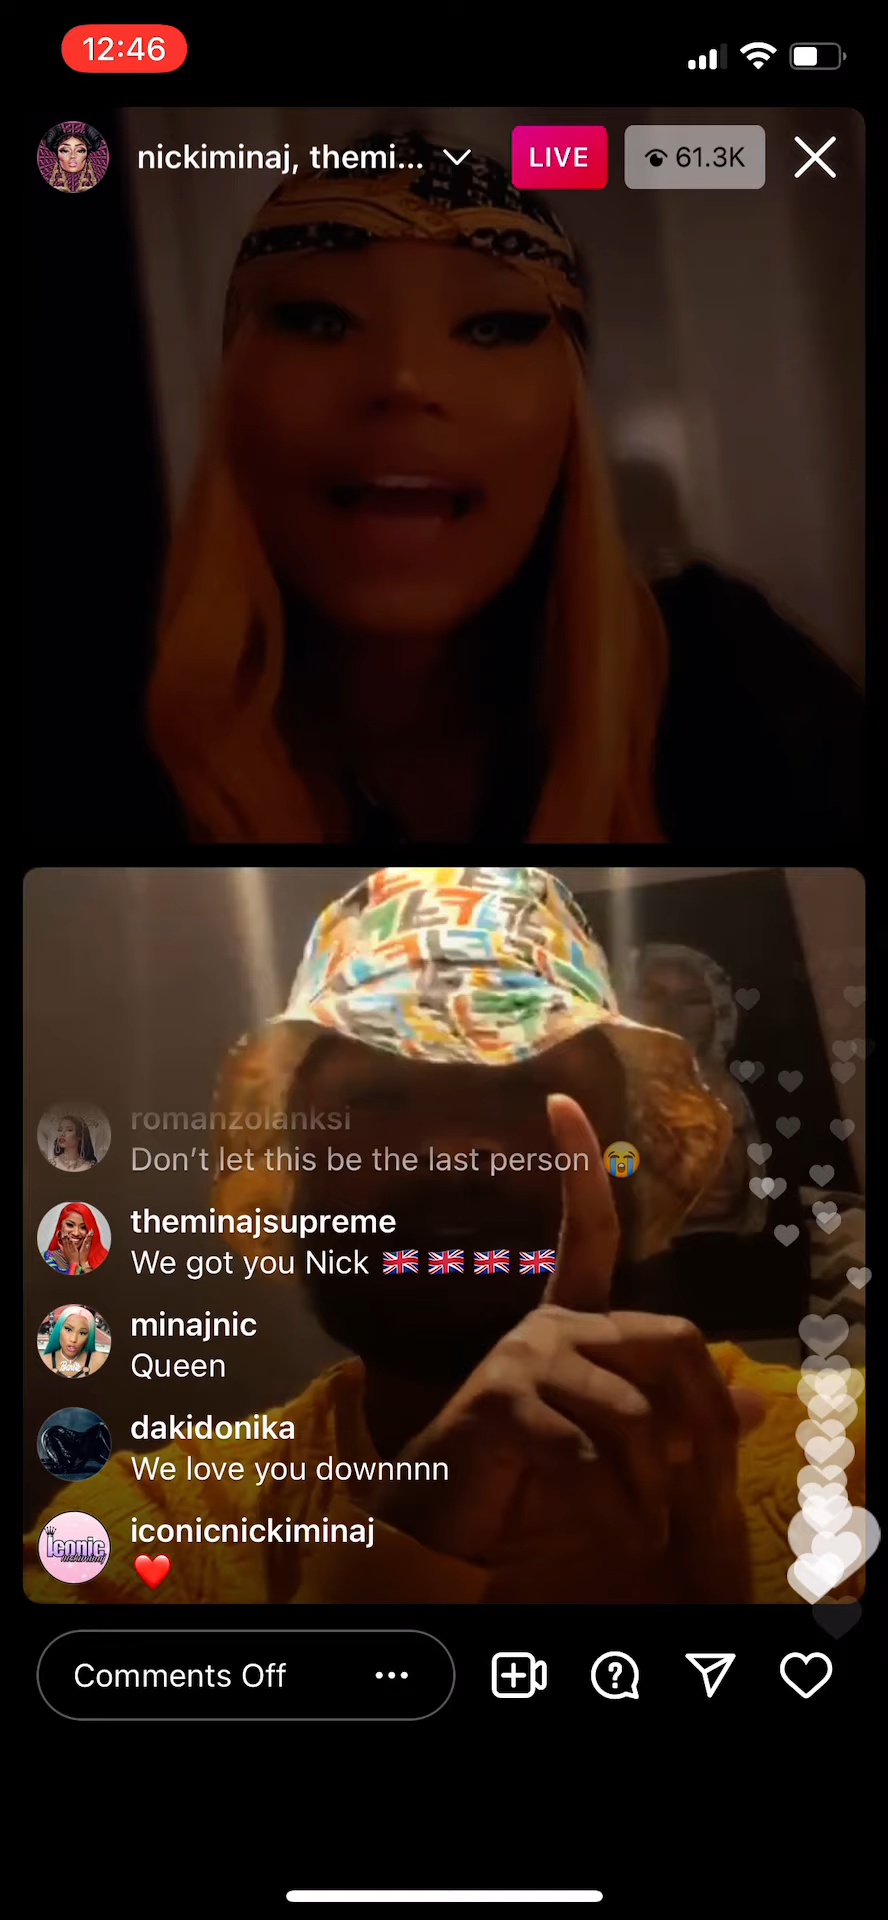 12:46
nickiminaj, themi...
LIVE
61.3K
romanzolanksi
Don't let this be the last person 😭
theminajsupreme
We got you Nick 🇬🇧 🇬🇧 🇬🇧 🇬🇧
minajnic
Queen
dakidonika
We love you downnnn
iconicnickiminaj
❤️
Iconic
Comments Off